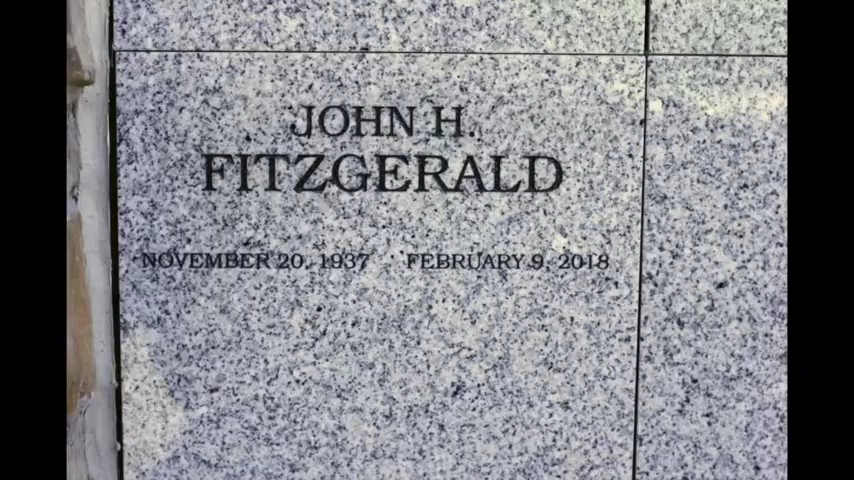 JOHN H.
FITZGERALD
NOVEMBER 20, 1937 · FEBRUARY 9, 2018